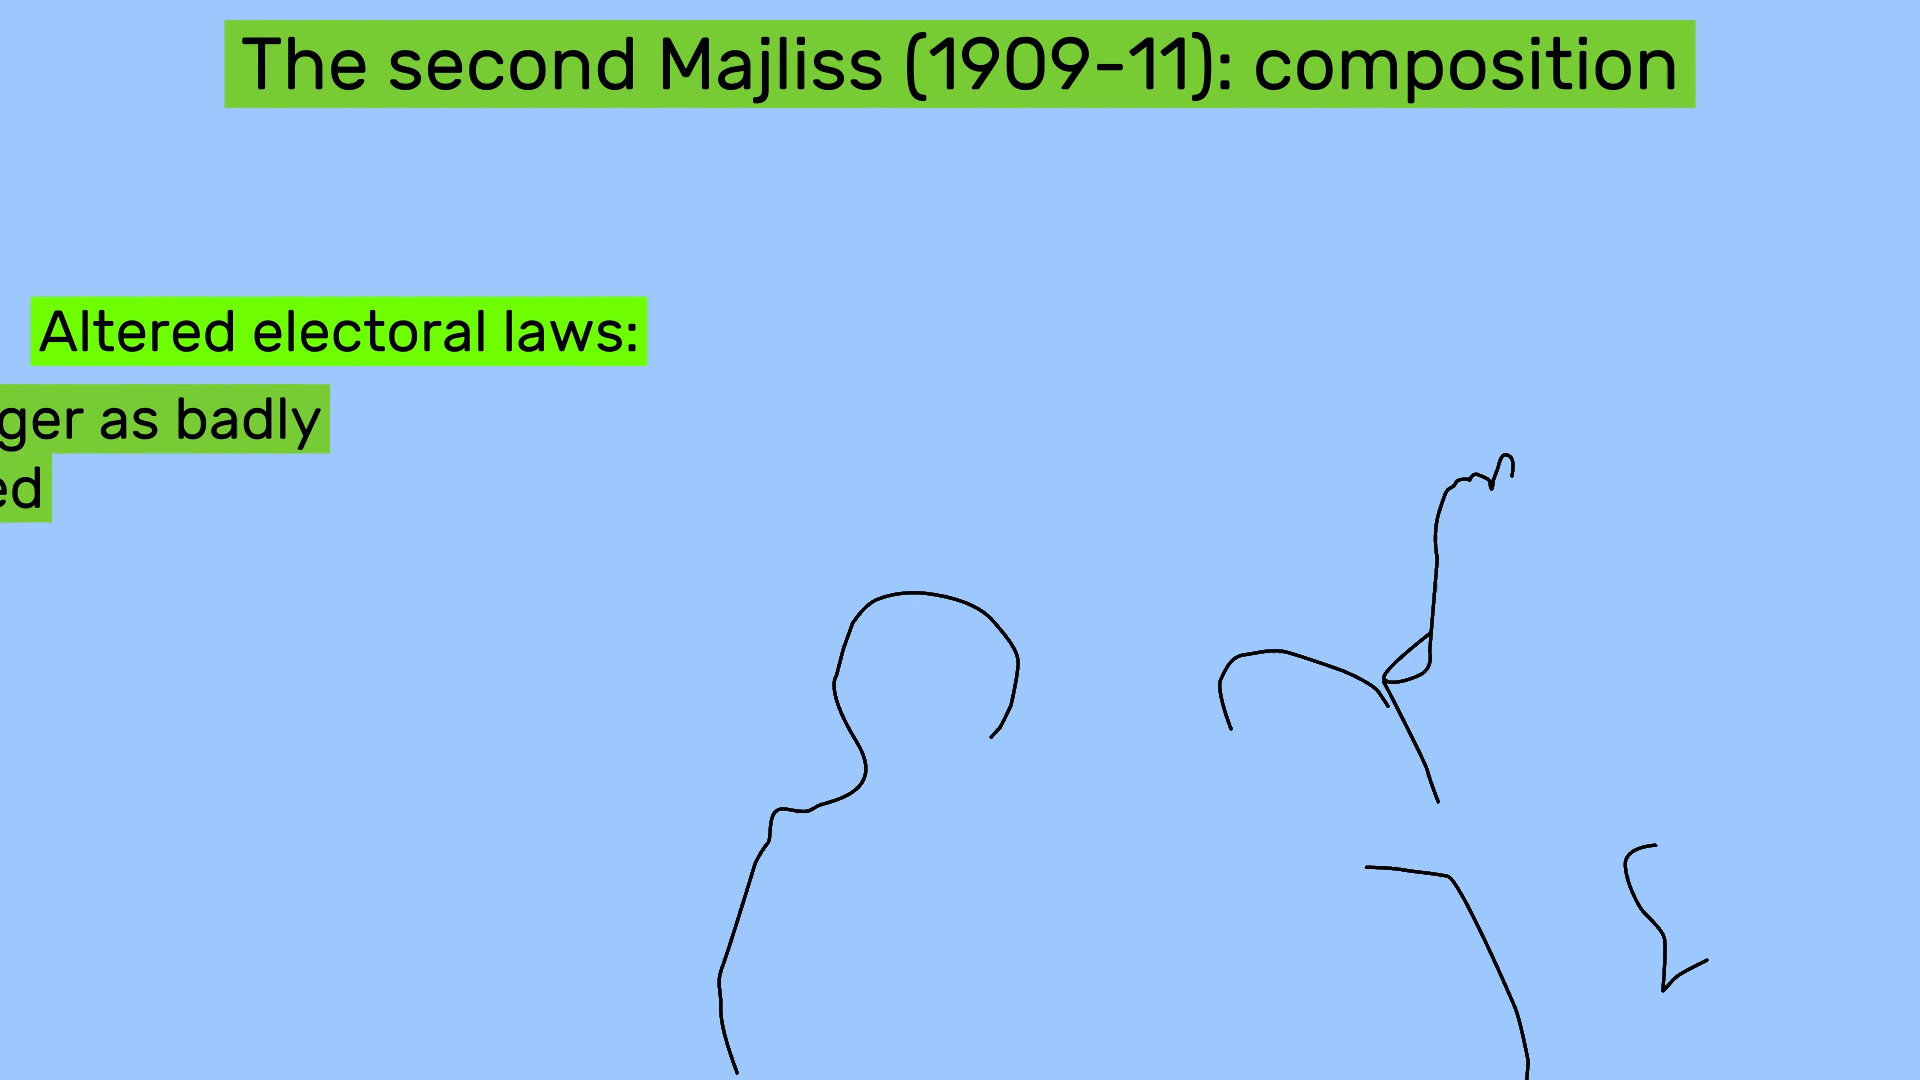 The second Majliss (1909-11): composition
Altered electoral laws:
ger as badly
ed